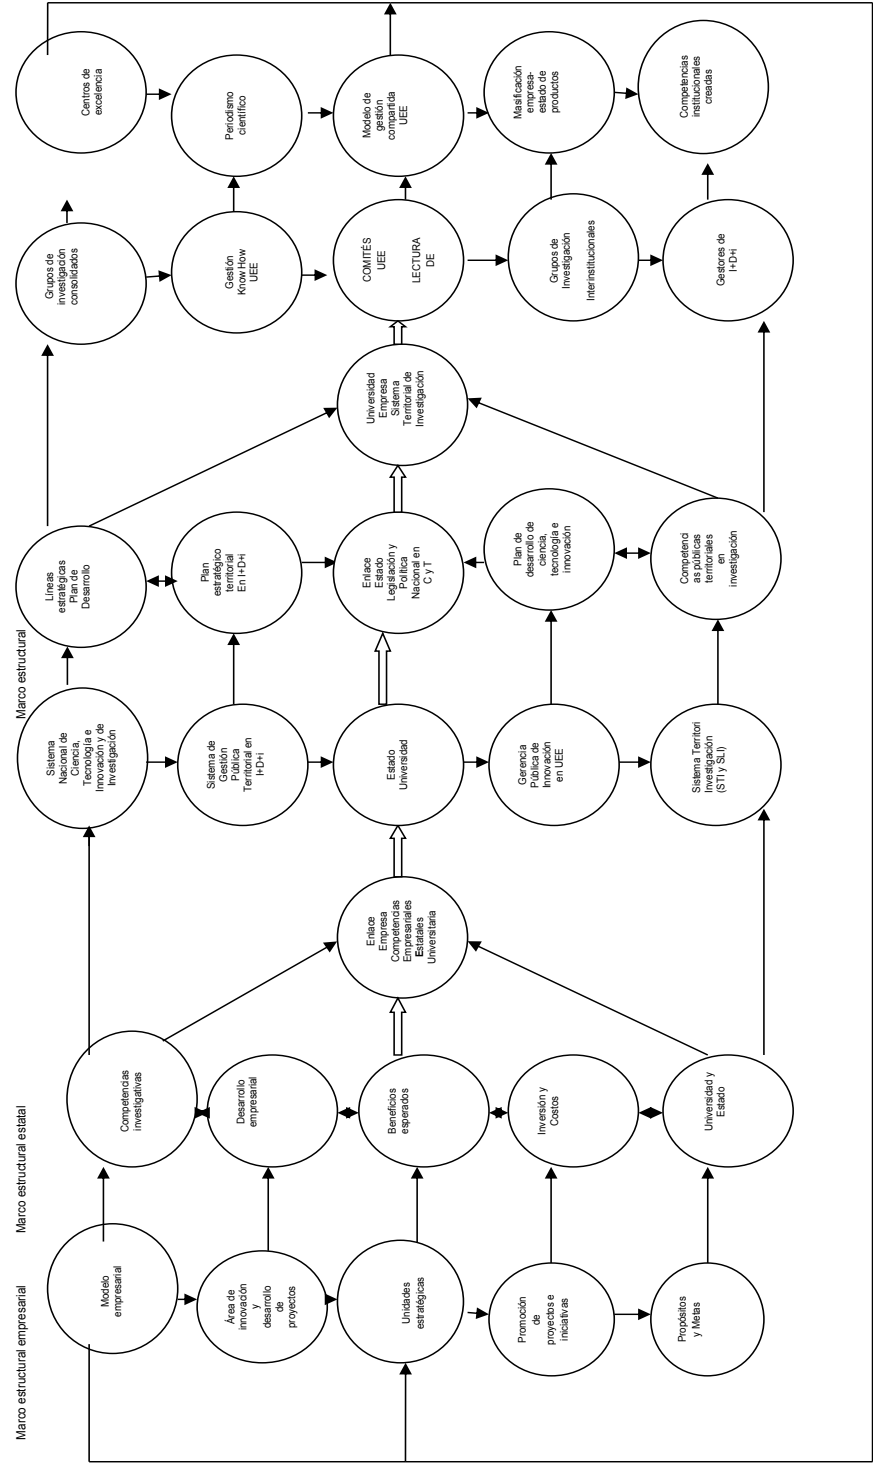 Marco estructural empresarial
Marco estructural estatal
Marco estructural
Modelo
empresarial
Área de
innovación
y
desarrollo
de
proyectos
Unidades
estratégicas
Promoción
de
proyectos e
iniciativas
Propósitos
y Metas
Competencias
investigativas
Desarrollo
empresarial
Beneficios
esperados
Inversión y
Costos
Universidad y
Estado
Enlace
Empresa
Competencias
Empresariales
Estatales
Universitaria
Sistema
Nacional de
Ciencia,
Tecnología e
Innovación y de
Investigación
Sistema de
Gestión
Pública
Territorial en
I+D+i
Estado
Universidad
Gerencia
Pública de
Innovación
en UEE
Sistema Territori
Investigación
(STI y SLI)
Líneas
estratégicas
Plan de
Desarrollo
Plan
estratégico
territorial
En I+D+i
Enlace
Estado
Legislación y
Política
Nacional en
C y T
Plan de
desarrollo de
ciencia,
tecnología e
innovación
Competenci
as públicas
territoriales
en
investigación
Universidad
Empresa
Sistema
Territorial de
Investigación
Grupos de
investigación
consolidados
Gestión
Know How
UEE
COMITÉS
UEE
LECTURA
DE
Grupos de
Investigación
Interinstitucionales
Gestores de
I+D+i
Centros de
excelencia
Periodismo
científico
Modelo de
gestión
compartida
UEE
Masificación
empresa-
estado de
productos
Competencias
institucionales
creadas